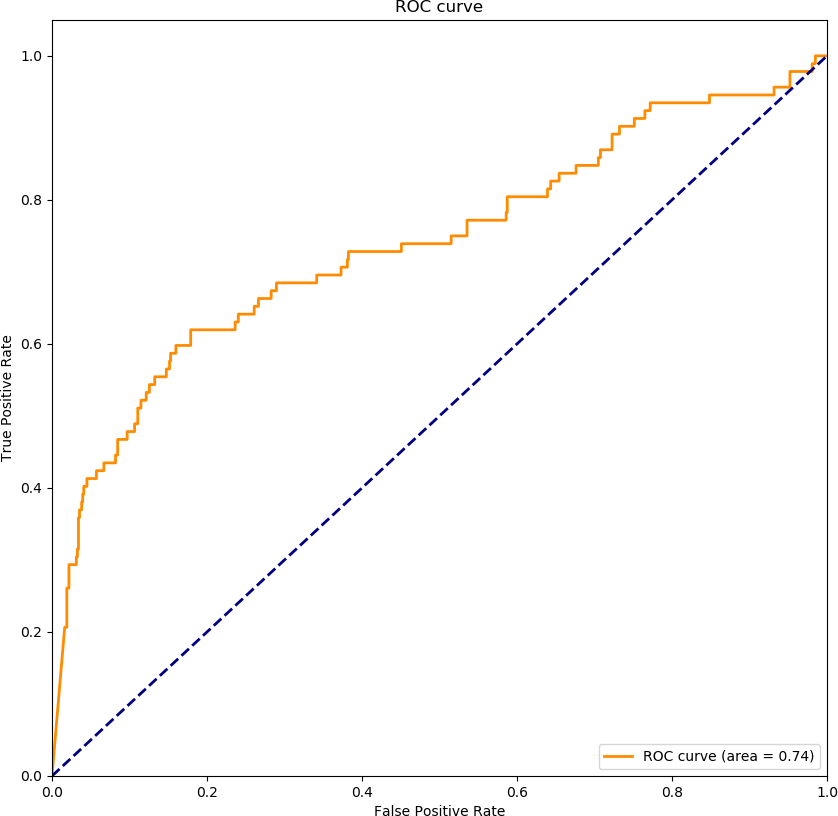 ROC curve
1.0
0.8
0.6
0.4
0.2
0.0
True Positive Rate
ROC curve (area = 0.74)
0.0 0.2 0.4 0.6 0.8 1.0
False Positive Rate